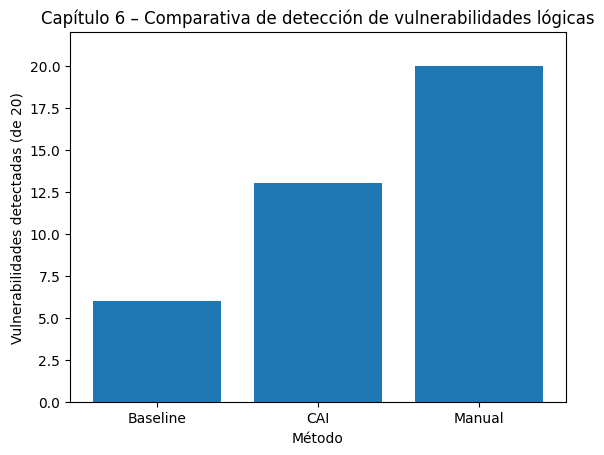 Capítulo 6 – Comparativa de detección de vulnerabilidades lógicas
Vulnerabilidades detectadas (de 20)
20.0
17.5
15.0
12.5
10.0
7.5
5.0
2.5
0.0
Baseline
CAI
Manual
Método